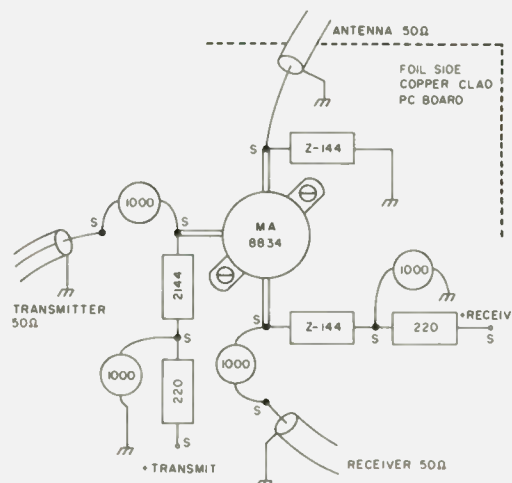 ANTENNA 50Ω
FOIL SIDE
COPPER CLAD
PC BOARD
S
Z-144
1000
S
S
MA
8834
TRANSMITTER
50Ω
2144
1000
S
Z-144
S
220
+RECEIVE
S
1000
S
1000
220
S
+ TRANSMIT
S
RECEIVER 50Ω